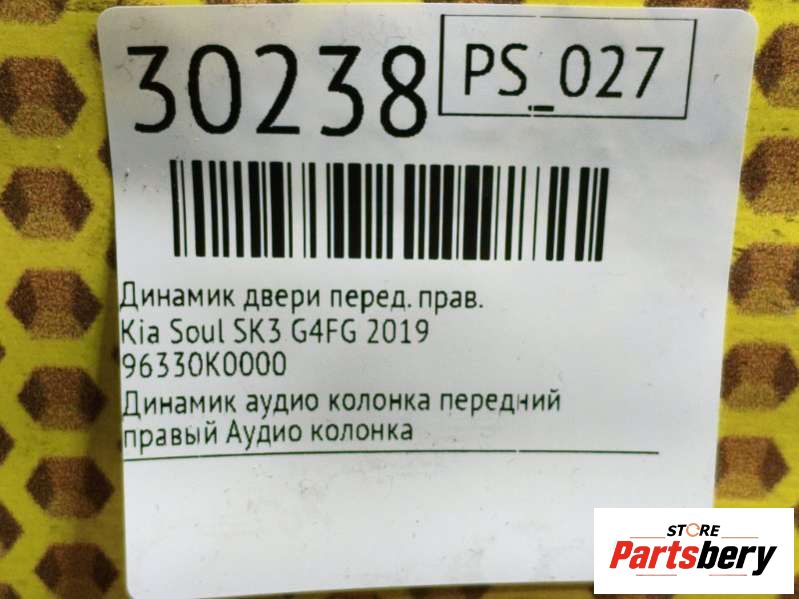 30238
PS_027
Динамик двери перед. прав.
Kia Soul SK3 G4FG 2019
96330K0000
Динамик аудио колонка передний
правый Аудио колонка
STORE
Partsbery